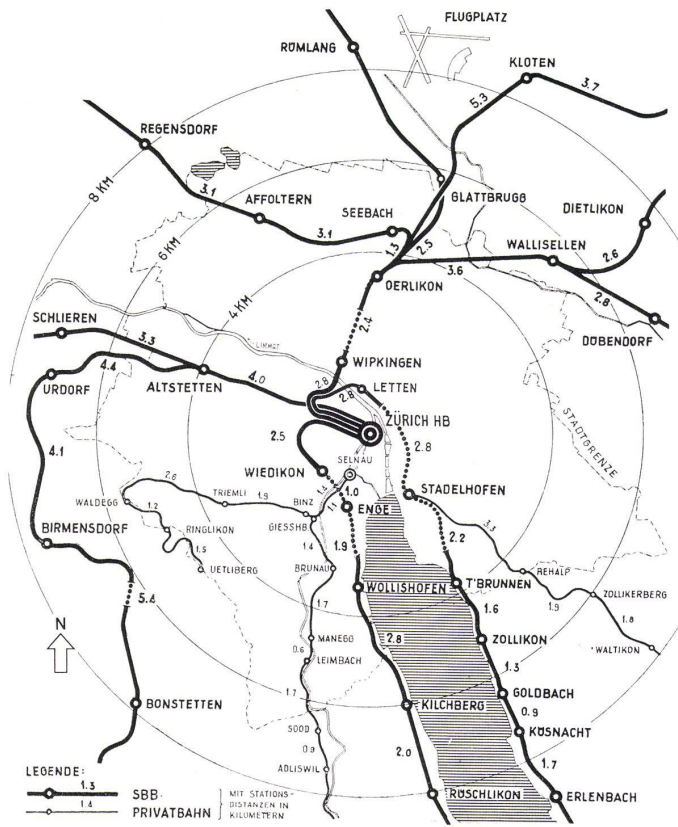 FLUGPLATZ
RÜMLANG
KLOTEN
3.7
5.3
REGENSDORF
8 KM
3.1
AFFOLTERN
SEEBACH
GLATTBRUGG
DIETLIKON
3.1
1.3
2.5
WALLISELLEN
6 KM
3.6
2.6
OERLIKON
2.8
4 KM
SCHLIEREN
2.4
DÜBENDORF
3.3
LIMMAT
WIPKINGEN
4.4
URDORF
ALTSTETTEN
4.0
2.8
LETTEN
2.8
ZÜRICH HB
STADTGRENZE
2.5
2.8
4.1
SELNAU
WIEDIKON
2.6
1.4
1.0
STADELHOFEN
WALDEGG
TRIEMLI
1.9
BINZ
1.1
ENGE
1.2
GIESSHB.
3.3
BIRMENSDORF
RINGLIKON
1.9
2.2
1.5
1.4
UETLIBERG
BRUNAU
REHALP
T'BRUNNEN
5.4
WOLLISHOFEN
1.9
ZOLLIKERBERG
1.7
1.6
1.8
N
MANEGG
2.8
ZOLLIKON
WALTIKON
0.6
LEIMBACH
1.3
1.7
GOLDBACH
BONSTETTEN
KILCHBERG
0.9
SOOD
KÜSNACHT
0.9
2.0
1.7
ADLISWIL
LEGENDE:
1.3
SBB
1.4
PRIVATBAHN
MIT STATIONS-
DISTANZEN IN
KILOMETERN
RÜSCHLIKON
ERLENBACH